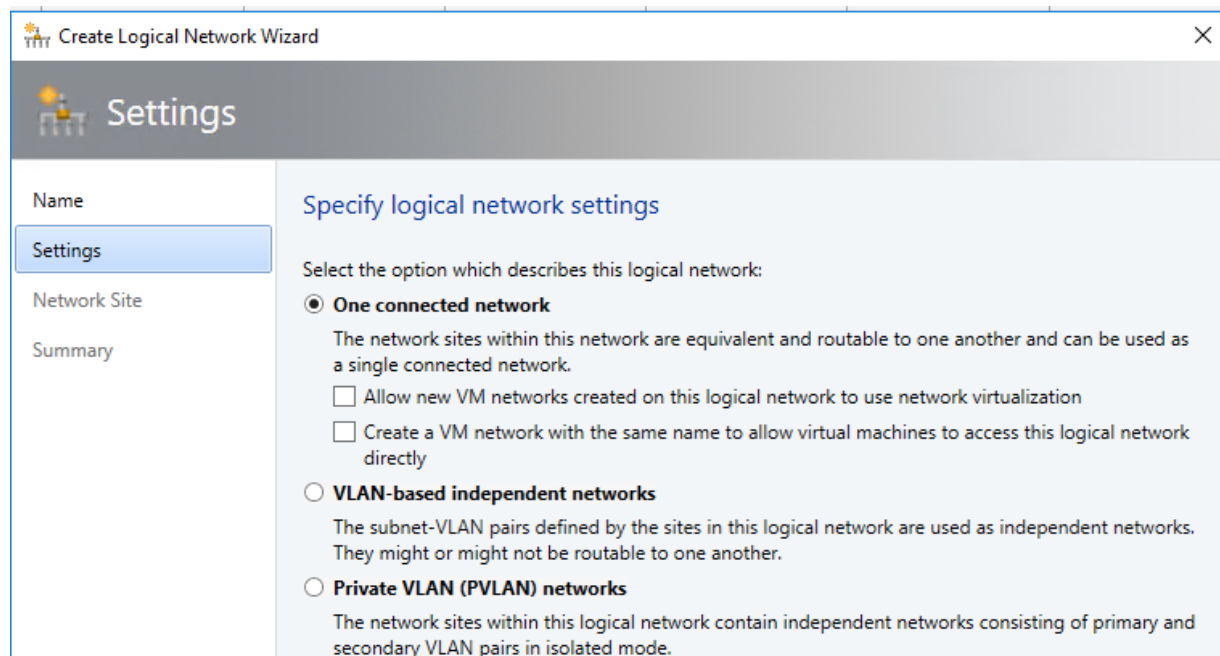 Create Logical Network Wizard
Settings
Name
Settings
Network Site
Summary
Specify logical network settings
Select the option which describes this logical network:
One connected network
The network sites within this network are equivalent and routable to one another and can be used as
a single connected network.
Allow new VM networks created on this logical network to use network virtualization
Create a VM network with the same name to allow virtual machines to access this logical network
directly
VLAN-based independent networks
The subnet-VLAN pairs defined by the sites in this logical network are used as independent networks.
They might or might not be routable to one another.
Private VLAN (PVLAN) networks
The network sites within this logical network contain independent networks consisting of primary and
secondary VLAN pairs in isolated mode.